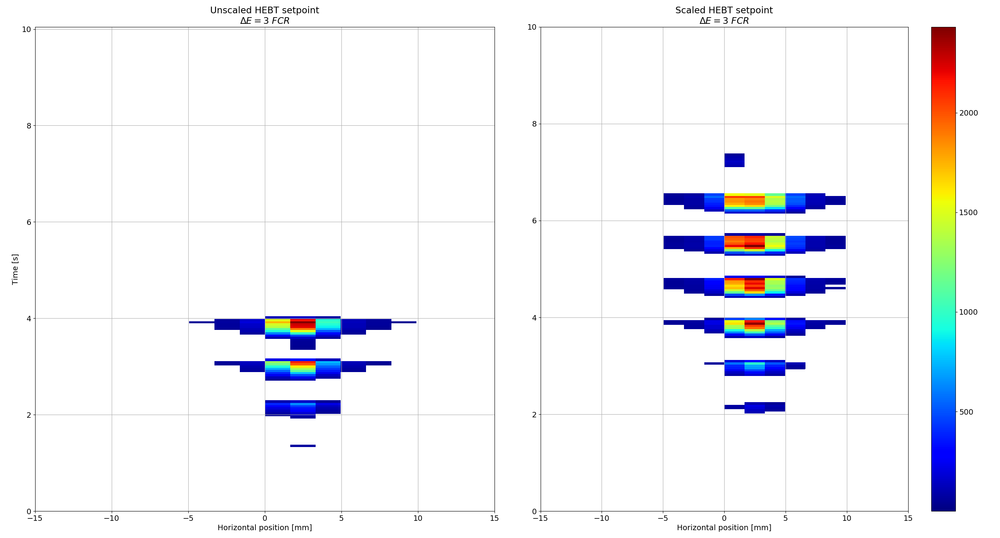 Unscaled HEBT setpoint
ΔE = 3 FCR
10
8
6
4
2
0
Time [s]
−15 −10 −5 0 5 10 15
Horizontal position [mm]
Scaled HEBT setpoint
ΔE = 3 FCR
10
8
6
4
2
0
−15 −10 −5 0 5 10 15
Horizontal position [mm]
2000
1500
1000
500